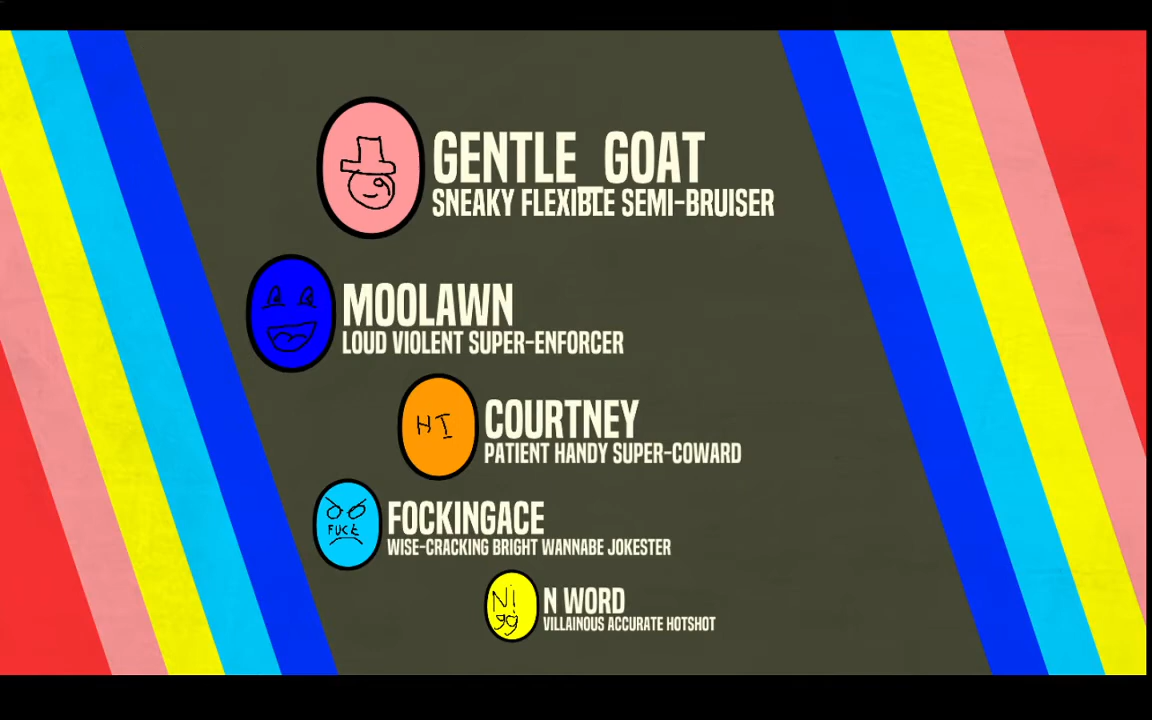 GENTLE_GOAT
SNEAKY FLEXIBLE SEMI-BRUISER
MOOLAWN
LOUD VIOLENT SUPER-ENFORCER
HI
COURTNEY
PATIENT HANDY SUPER-COWARD
FOCKINGACE
FUCK
WISE-CRACKING BRIGHT WANNABE JOKESTER
N WORD
Ni
gg
VILLAINOUS ACCURATE HOTSHOT